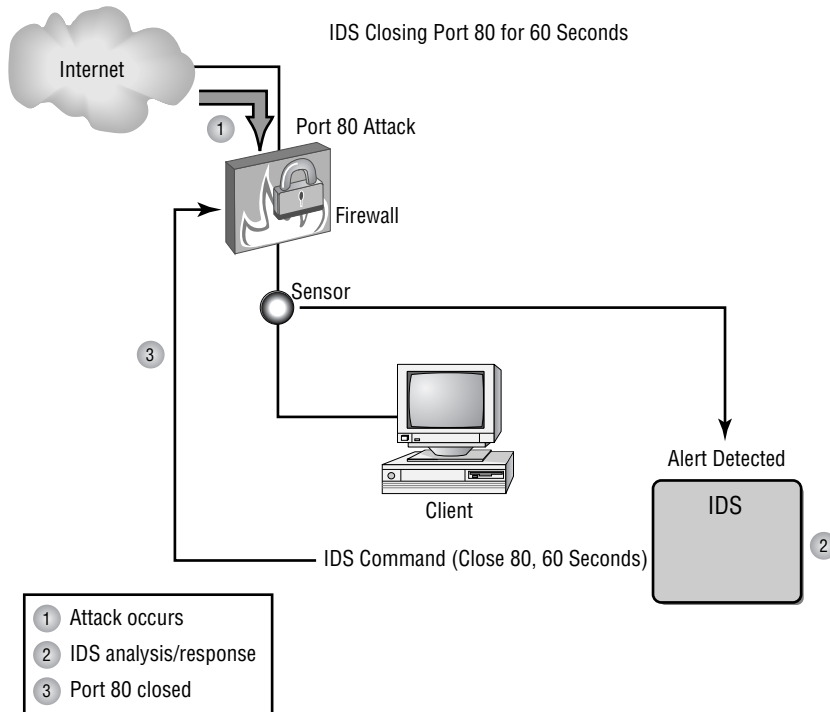 IDS Closing Port 80 for 60 Seconds
Internet
1
Port 80 Attack
Firewall
Sensor
3
Alert Detected
IDS
Client
2
IDS Command (Close 80, 60 Seconds)
1 Attack occurs
2 IDS analysis/response
3 Port 80 closed